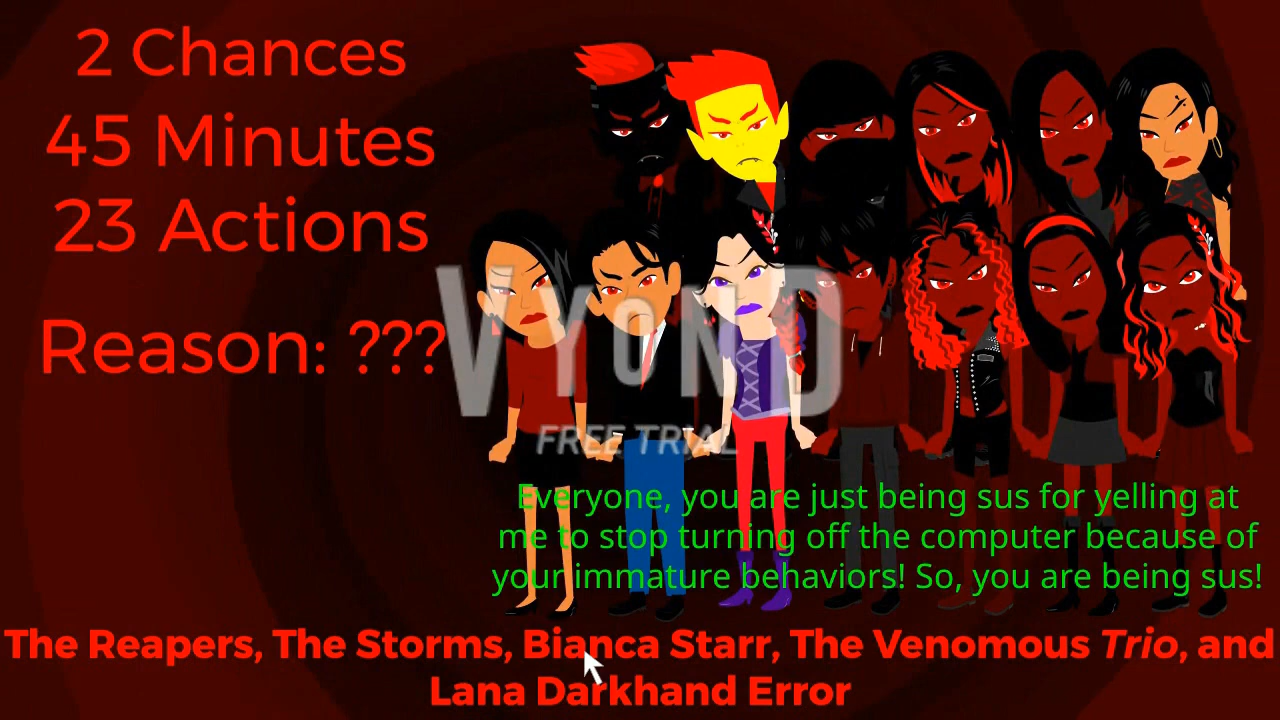 2 Chances
45 Minutes
23 Actions
Reason: ???
VYOND
FREE TRIAL
Everyone, you are just being sus for yelling at
me to stop turning off the computer because of
your immature behaviors! So, you are being sus!
The Reapers, The Storms, Bianca Starr, The Venomous Trio, and
Lana Darkhand Error